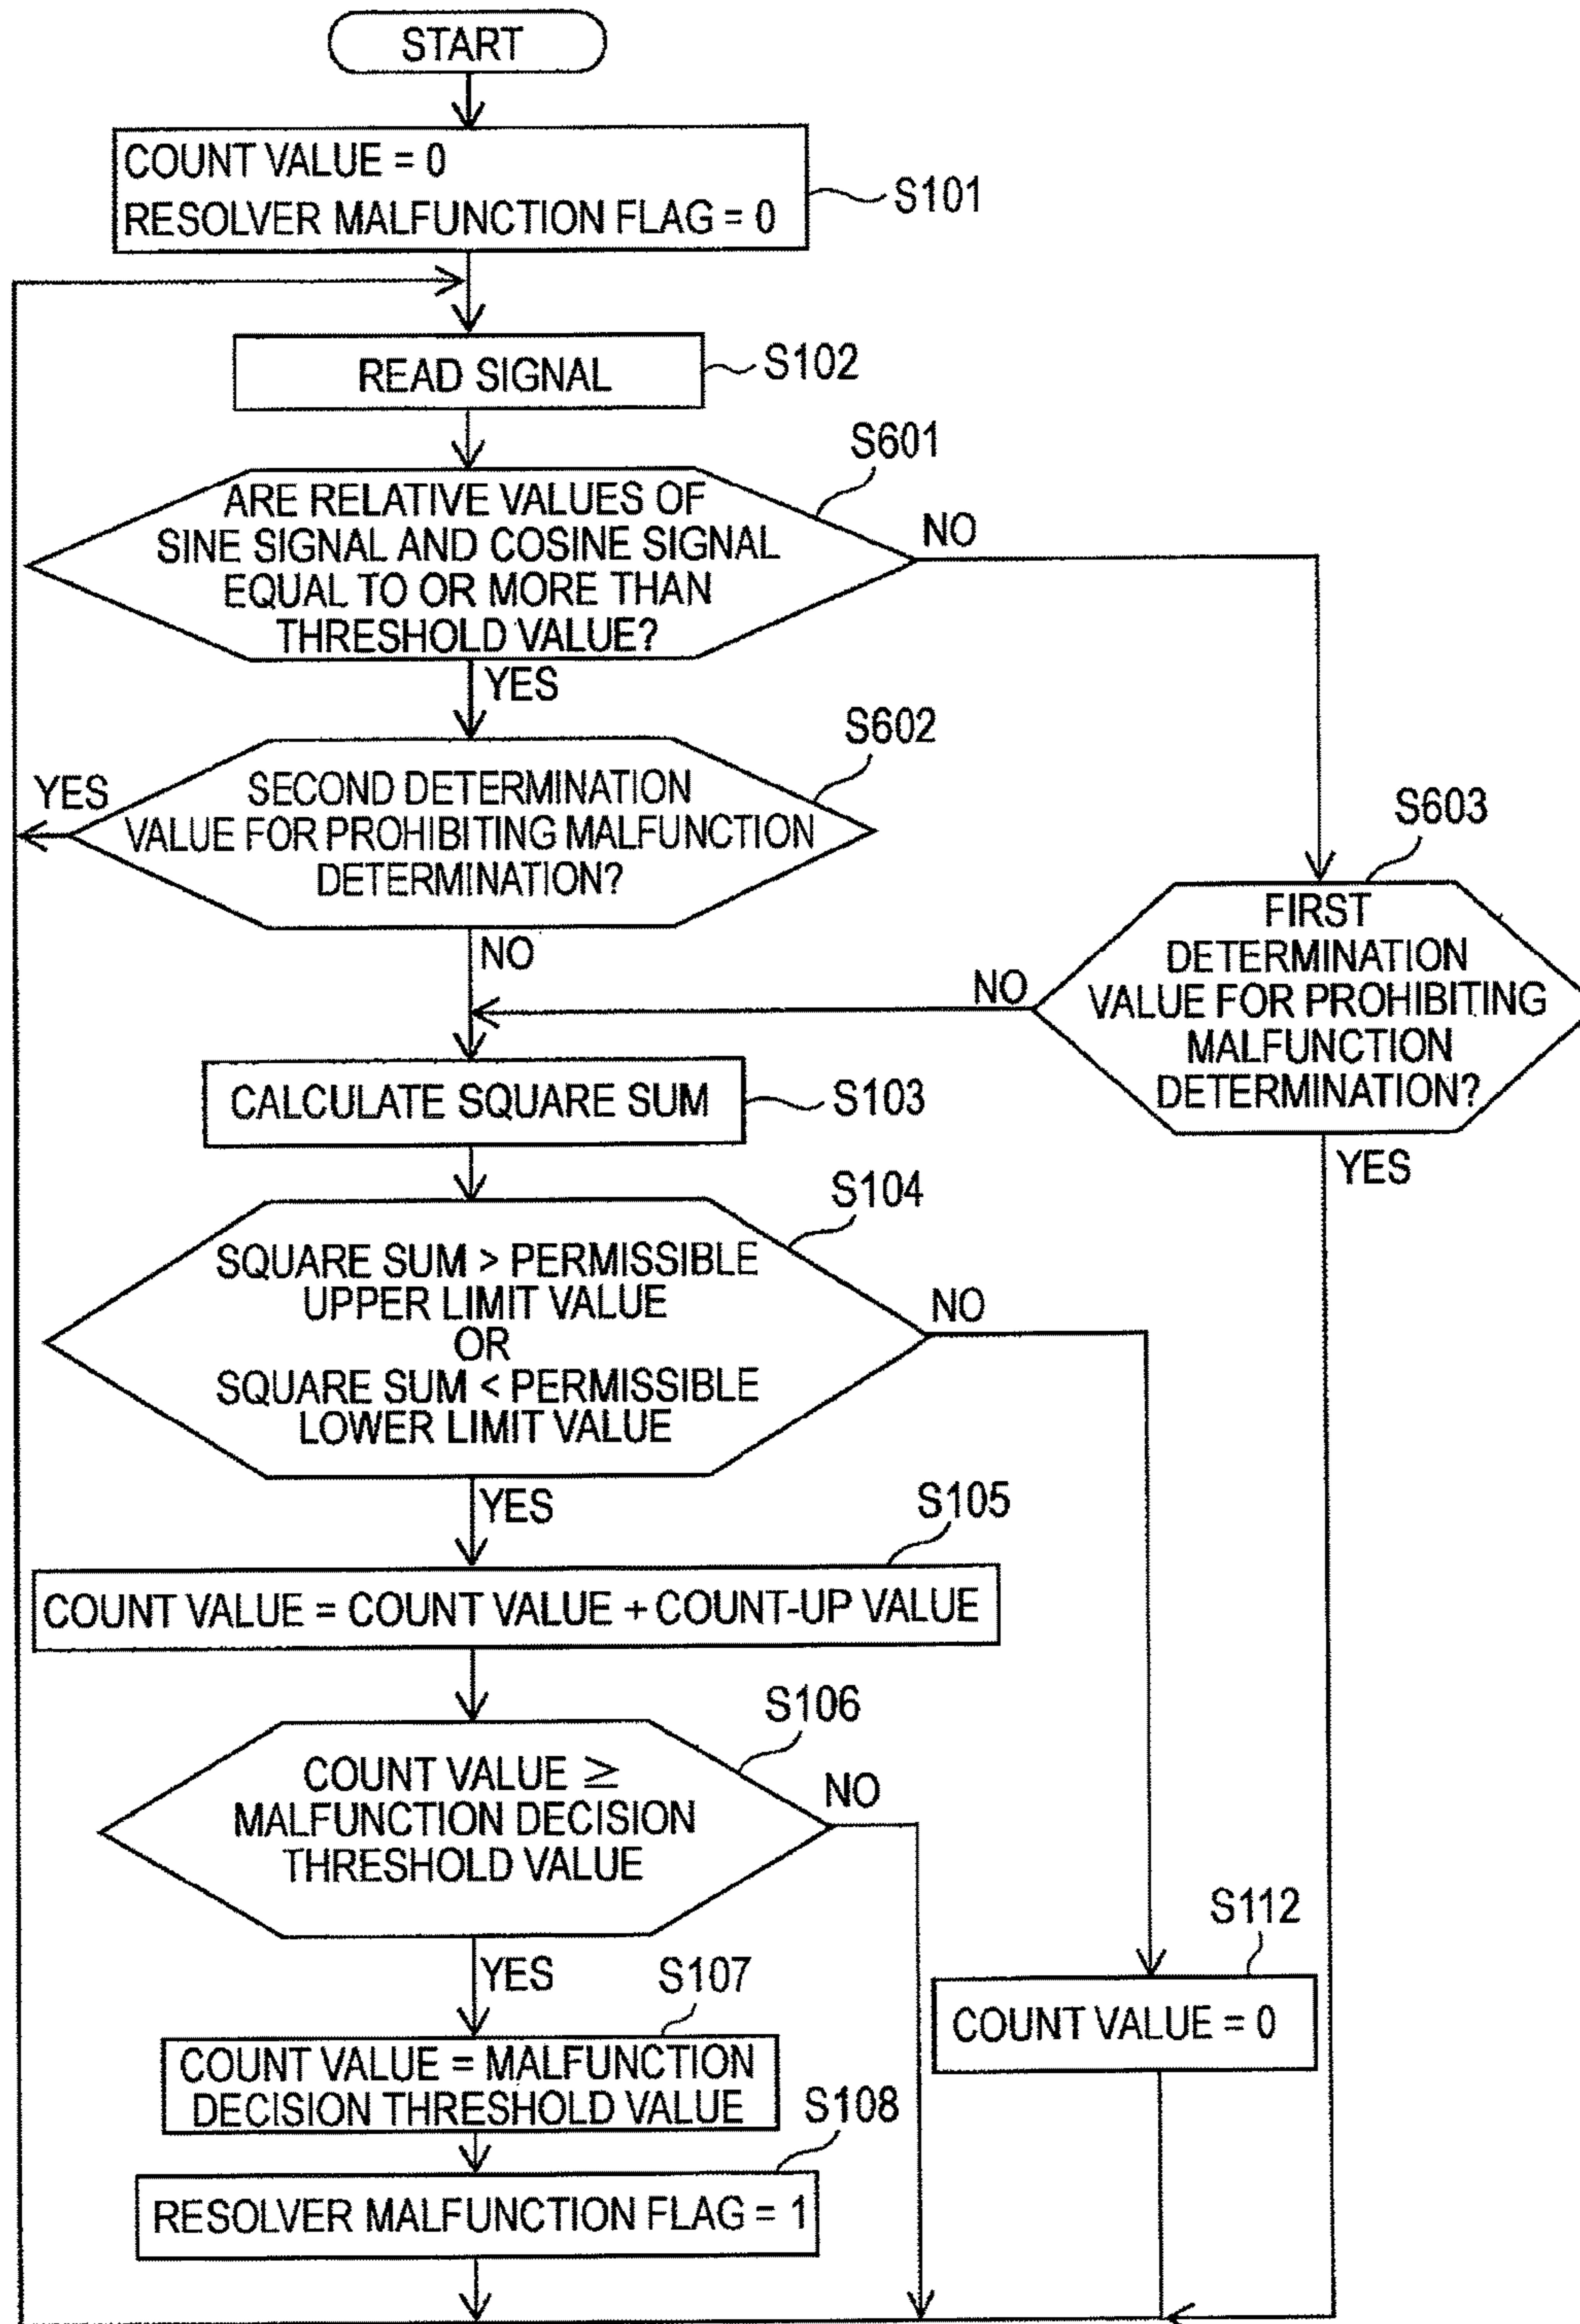 START
COUNT VALUE = 0
RESOLVER MALFUNCTION FLAG = 0
S101
READ SIGNAL
S102
S601
ARE RELATIVE VALUES OF
SINE SIGNAL AND COSINE SIGNAL
EQUAL TO OR MORE THAN
THRESHOLD VALUE?
NO
YES
S602
SECOND DETERMINATION
VALUE FOR PROHIBITING MALFUNCTION
DETERMINATION?
YES
NO
S603
FIRST
DETERMINATION
VALUE FOR PROHIBITING
MALFUNCTION
DETERMINATION?
NO
YES
CALCULATE SQUARE SUM
S103
S104
SQUARE SUM > PERMISSIBLE
UPPER LIMIT VALUE
OR
SQUARE SUM < PERMISSIBLE
LOWER LIMIT VALUE
NO
YES
S105
COUNT VALUE = COUNT VALUE + COUNT-UP VALUE
S106
COUNT VALUE ≥
MALFUNCTION DECISION
THRESHOLD VALUE
NO
YES
S112
COUNT VALUE = 0
S107
COUNT VALUE = MALFUNCTION
DECISION THRESHOLD VALUE
S108
RESOLVER MALFUNCTION FLAG = 1